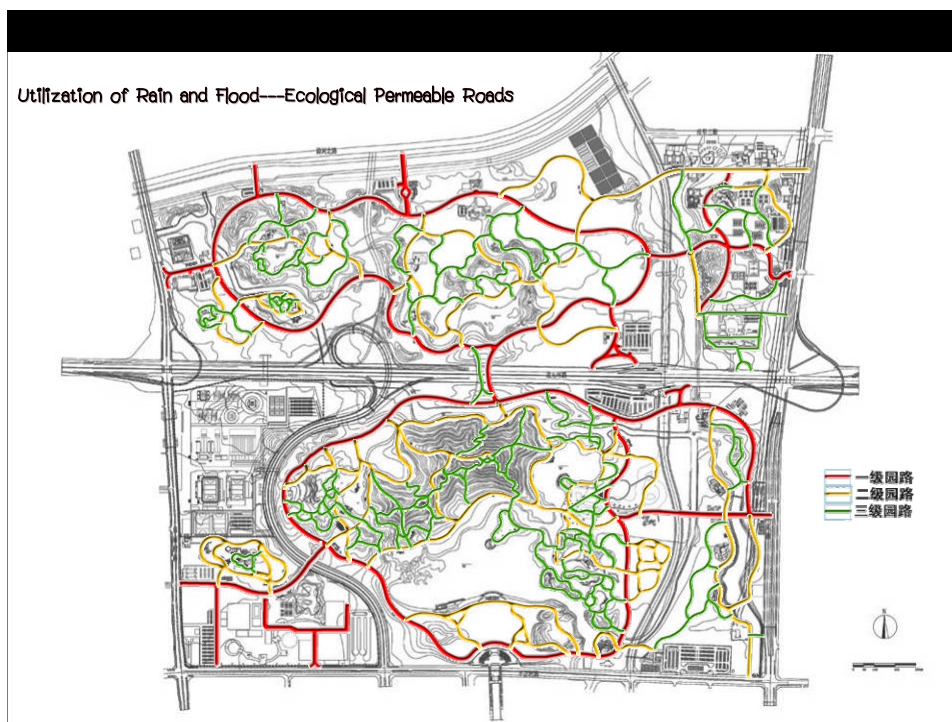 Utilization of Rain and Flood---Ecological Permeable Roads
一级园路
二级园路
三级园路
N